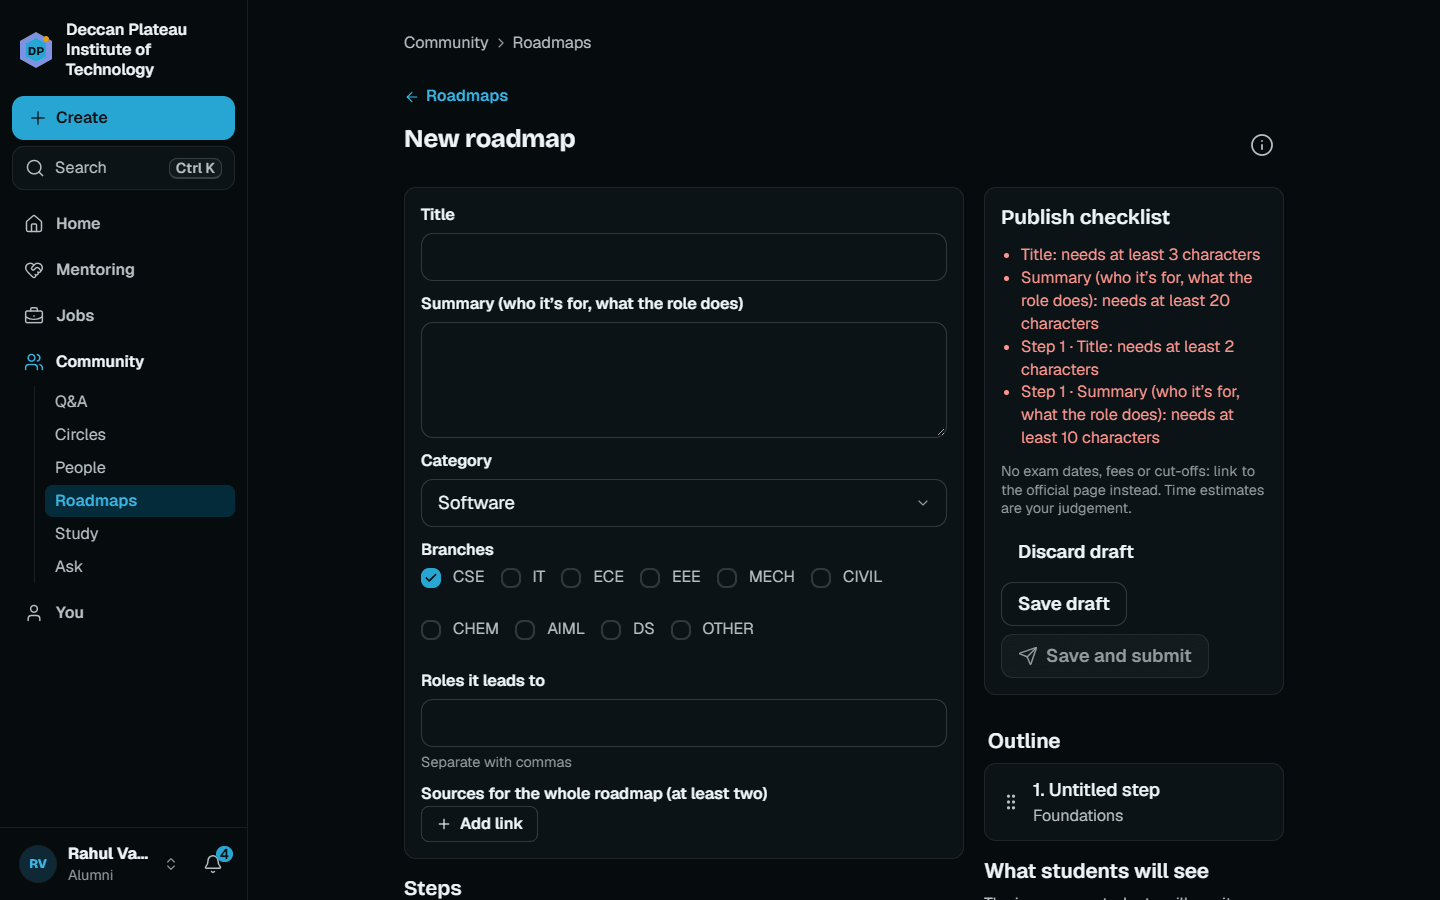 DP
Deccan Plateau
Institute of
Technology
Create
Search
Ctrl K
Home
Mentoring
Jobs
Community
Q&A
Circles
People
Roadmaps
Study
Ask
You
RV
Rahul Va...
Alumni
4
Community > Roadmaps
← Roadmaps
New roadmap
Title
Summary (who it’s for, what the role does)
Category
Software
Branches
CSE IT ECE EEE MECH CIVIL
CHEM AIML DS OTHER
Roles it leads to
Separate with commas
Sources for the whole roadmap (at least two)
+ Add link
Steps
Publish checklist
• Title: needs at least 3 characters
• Summary (who it’s for, what the
role does): needs at least 20
characters
• Step 1 · Title: needs at least 2
characters
• Step 1 · Summary (who it’s for,
what the role does): needs at
least 10 characters
No exam dates, fees or cut-offs: link to
the official page instead. Time estimates
are your judgement.
Discard draft
Save draft
Save and submit
Outline
1. Untitled step
Foundations
What students will see